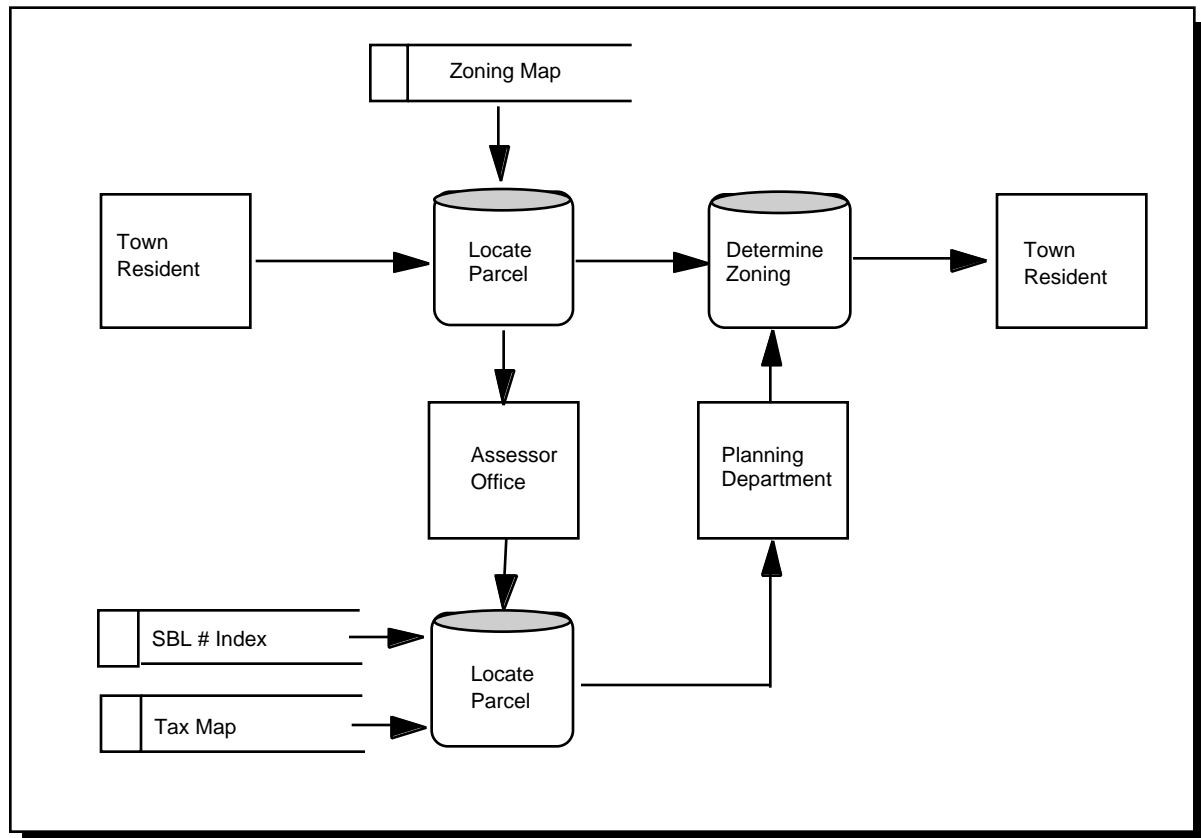 Zoning Map
Town
Resident
Locate
Parcel
Determine
Zoning
Town
Resident
Assessor
Office
Planning
Department
SBL # Index
Locate
Parcel
Tax Map